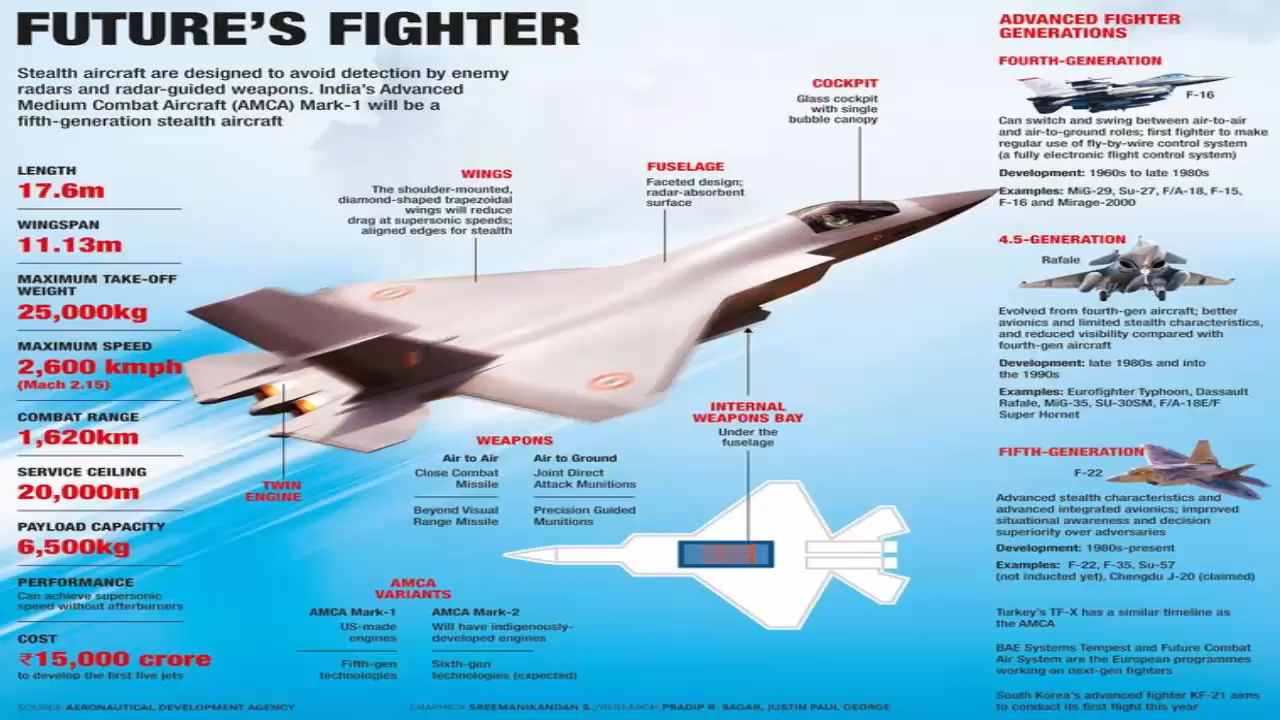 FUTURE'S FIGHTER
Stealth aircraft are designed to avoid detection by enemy
radars and radar-guided weapons. India's Advanced
Medium Combat Aircraft (AMCA) Mark-1 will be a
fifth-generation stealth aircraft
LENGTH
17.6m
WINGSPAN
11.13m
MAXIMUM TAKE-OFF
WEIGHT
25,000kg
MAXIMUM SPEED
2,600 kmph
(Mach 2.15)
COMBAT RANGE
1,620km
SERVICE CEILING
20,000m
PAYLOAD CAPACITY
6,500kg
PERFORMANCE
Can achieve supersonic
speed without afterburners
COST
₹15,000 crore
to develop the first five jets
WINGS
The shoulder-mounted,
diamond-shaped trapezoidal
wings will reduce
drag at supersonic speeds;
aligned edges for stealth
FUSELAGE
Faceted design;
radar-absorbent
surface
COCKPIT
Glass cockpit
with single
bubble canopy
TWIN
ENGINE
WEAPONS
Air to Air
Close Combat
Missile
Beyond Visual
Range Missile
Air to Ground
Joint Direct
Attack Munitions
Precision Guided
Munitions
INTERNAL
WEAPONS BAY
Under the
fuselage
AMCA
VARIANTS
AMCA Mark-1
US-made
engines
Fifth-gen
technologies
AMCA Mark-2
Will have indigenously-
developed engines
Sixth-gen
technologies (expected)
ADVANCED FIGHTER
GENERATIONS
FOURTH-GENERATION
F-16
Can switch and swing between air-to-air
and air-to-ground roles; first fighter to make
regular use of fly-by-wire control system
(a fully electronic flight control system)
Development: 1960s to late 1980s
Examples: MiG-29, Su-27, F/A-18, F-15,
F-16 and Mirage-2000
4.5-GENERATION
Rafale
Evolved from fourth-gen aircraft; better
avionics and limited stealth characteristics,
and reduced visibility compared with
fourth-gen aircraft
Development: late 1980s and into
the 1990s
Examples: Eurofighter Typhoon, Dassault
Rafale, MiG-35, SU-30SM, F/A-18E/F
Super Hornet
FIFTH-GENERATION
F-22
Advanced stealth characteristics and
advanced integrated avionics; improved
situational awareness and decision
superiority over adversaries
Development: 1980s-present
Examples: F-22, F-35, Su-57
(not inducted yet), Chengdu J-20 (claimed)
Turkey's TF-X has a similar timeline as
the AMCA
BAE Systems Tempest and Future Combat
Air System are the European programmes
working on next-gen fighters
South Korea's advanced fighter KF-21 aims
to conduct its first flight this year
SOURCE AERONAUTICAL DEVELOPMENT AGENCY
GRAPHICS SREEMANIKANDAN S./RESEARCH PRADIP R. SAGAR, JUSTIN PAUL GEORGE